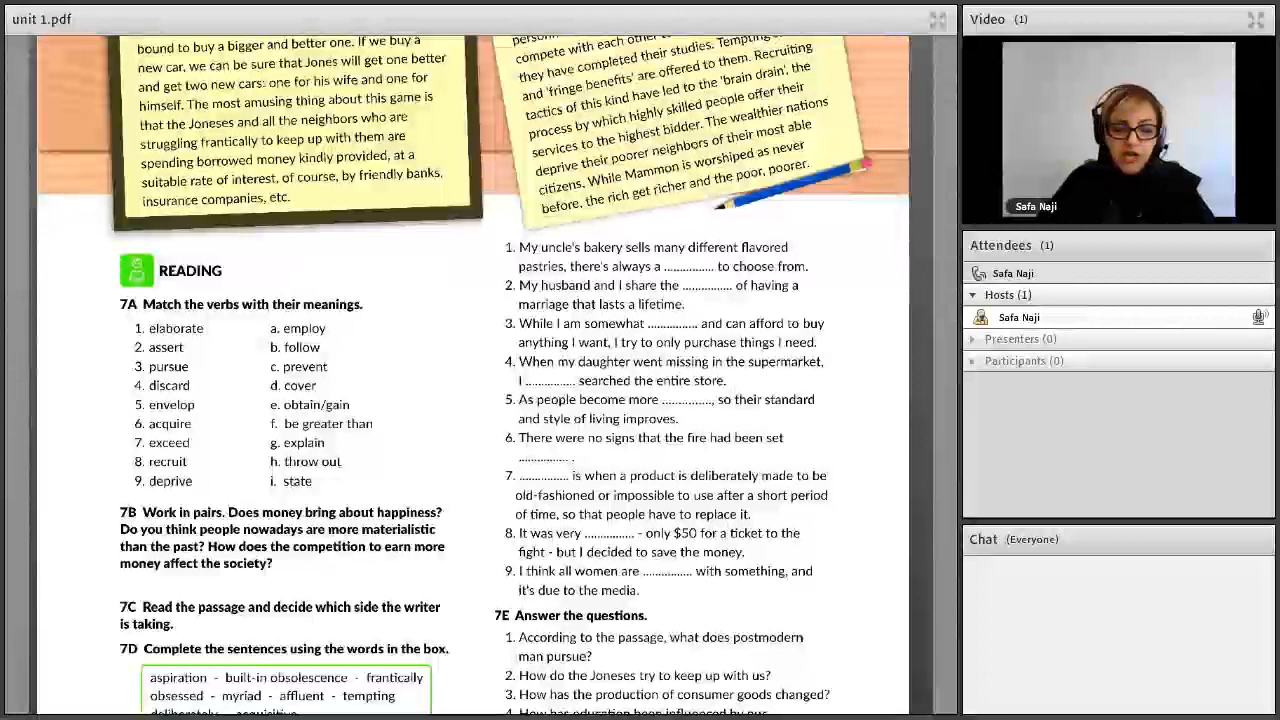 unit 1.pdf
bound to buy a bigger and better one. If we buy a
new car, we can be sure that Jones will get one better
and get two new cars: one for his wife and one for
himself. The most amusing thing about this game is
that the Joneses and all the neighbors who are
struggling frantically to keep up with them are
spending borrowed money kindly provided, at a
suitable rate of interest, of course, by friendly banks,
insurance companies, etc.
compete with each other
they have completed their studies. Tempting
and 'fringe benefits' are offered to them. Recruiting
tactics of this kind have led to the 'brain drain', the
process by which highly skilled people offer their
services to the highest bidder. The wealthier nations
deprive their poorer neighbors of their most able
citizens. While Mammon is worshiped as never
before, the rich get richer and the poor, poorer.
READING
7A Match the verbs with their meanings.
1. elaborate a. employ
2. assert b. follow
3. pursue c. prevent
4. discard d. cover
5. envelop e. obtain/gain
6. acquire f. be greater than
7. exceed g. explain
8. recruit h. throw out
9. deprive i. state
7B Work in pairs. Does money bring about happiness?
Do you think people nowadays are more materialistic
than the past? How does the competition to earn more
money affect the society?
7C Read the passage and decide which side the writer
is taking.
7D Complete the sentences using the words in the box.
aspiration - built-in obsolescence - frantically
obsessed - myriad - affluent - tempting
deliberately - acquisitive
1. My uncle's bakery sells many different flavored
pastries, there's always a ............... to choose from.
2. My husband and I share the ............... of having a
marriage that lasts a lifetime.
3. While I am somewhat ............... and can afford to buy
anything I want, I try to only purchase things I need.
4. When my daughter went missing in the supermarket,
I ............... searched the entire store.
5. As people become more ..............., so their standard
and style of living improves.
6. There were no signs that the fire had been set
............... .
7. ............... is when a product is deliberately made to be
old-fashioned or impossible to use after a short period
of time, so that people have to replace it.
8. It was very ............... - only $50 for a ticket to the
fight - but I decided to save the money.
9. I think all women are ............... with something, and
it's due to the media.
7E Answer the questions.
1. According to the passage, what does postmodern
man pursue?
2. How do the Joneses try to keep up with us?
3. How has the production of consumer goods changed?
4. How has education been influenced by
Video (1)
Safa Naji
Attendees (1)
Safa Naji
Hosts (1)
Safa Naji
Presenters (0)
Participants (0)
Chat (Everyone)